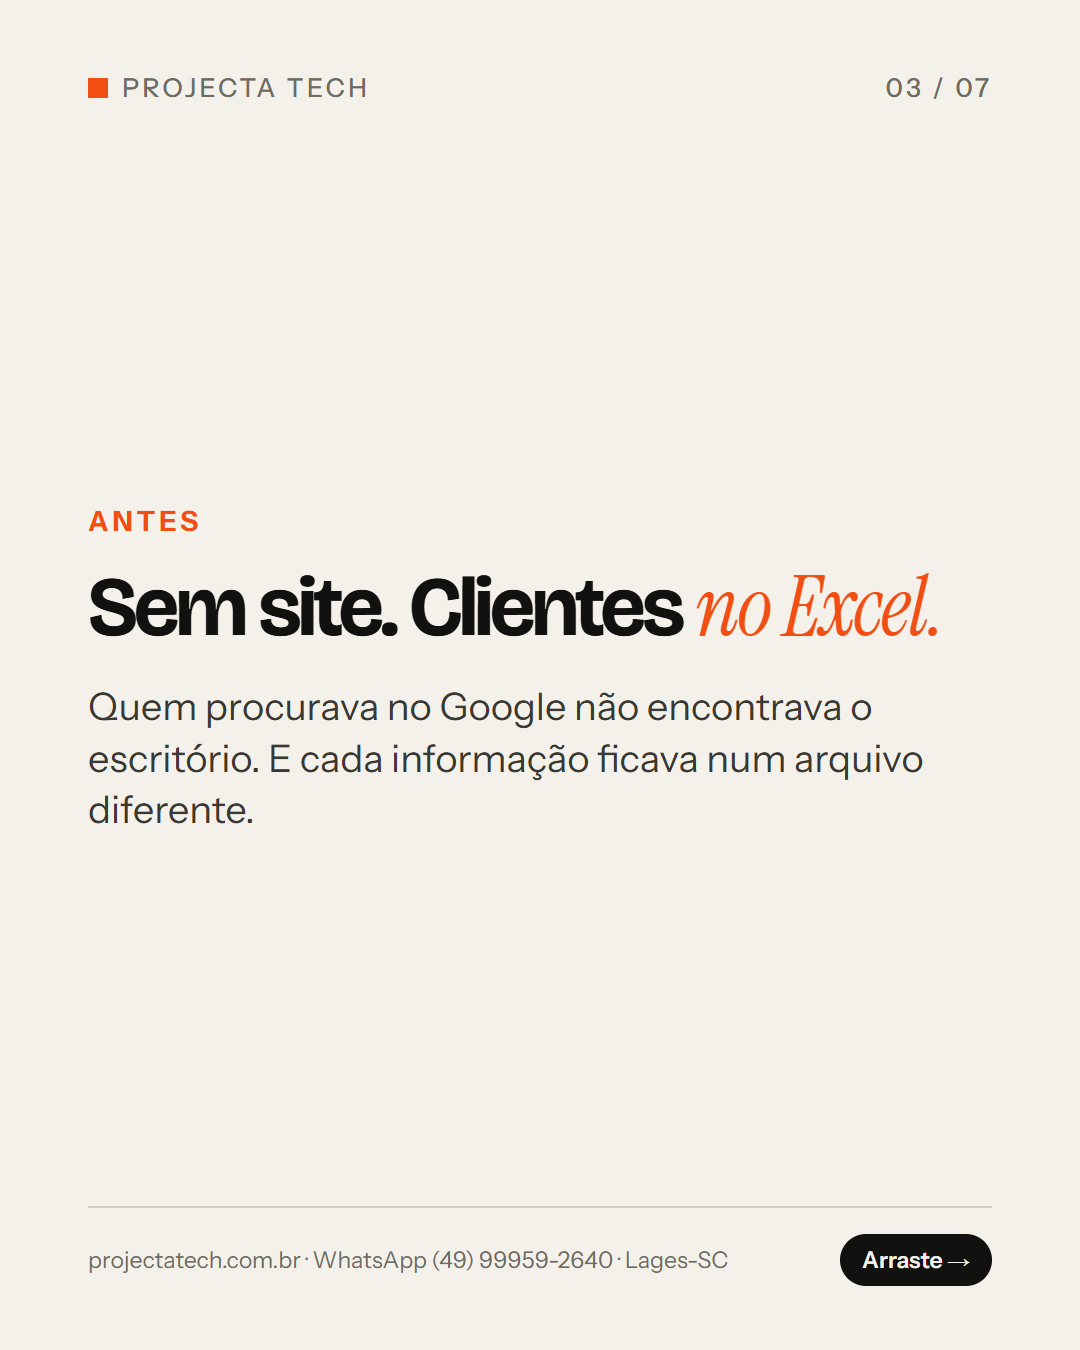 PROJECTA TECH
03 / 07
ANTES
Sem site. Clientes no Excel.
Quem procurava no Google não encontrava o
escritório. E cada informação ficava num arquivo
diferente.
projectatech.com.br · WhatsApp (49) 99959-2640 · Lages-SC
Arraste →